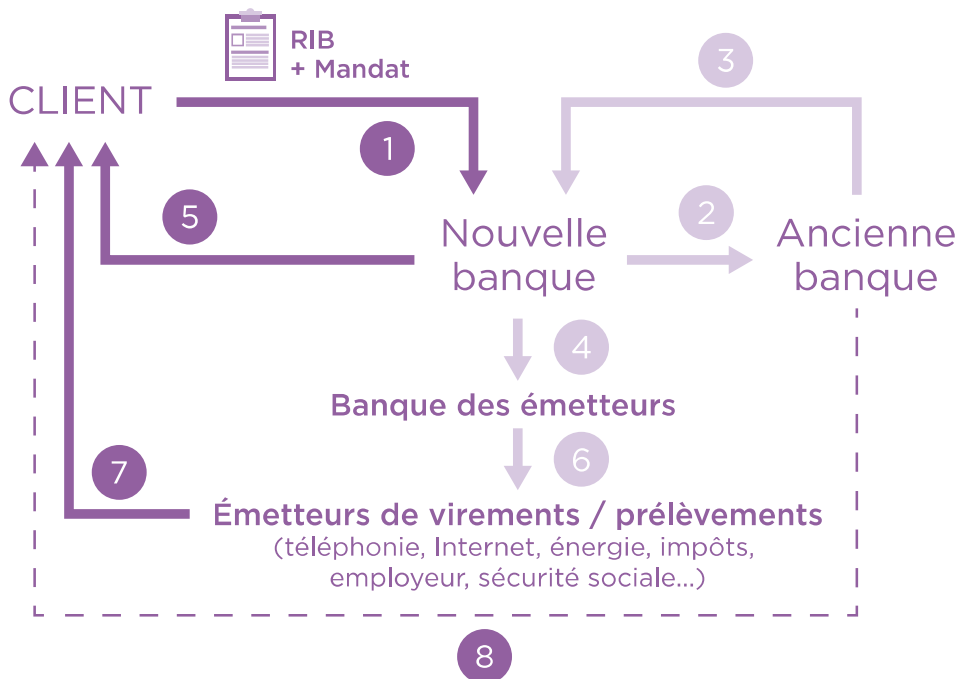 RIB
+ Mandat
3
CLIENT
1
5
2
Nouvelle
banque
Ancienne
banque
4
Banque des émetteurs
7
6
Émetteurs de virements / prélèvements
(téléphonie, Internet, énergie, impôts,
employeur, sécurité sociale...)
8